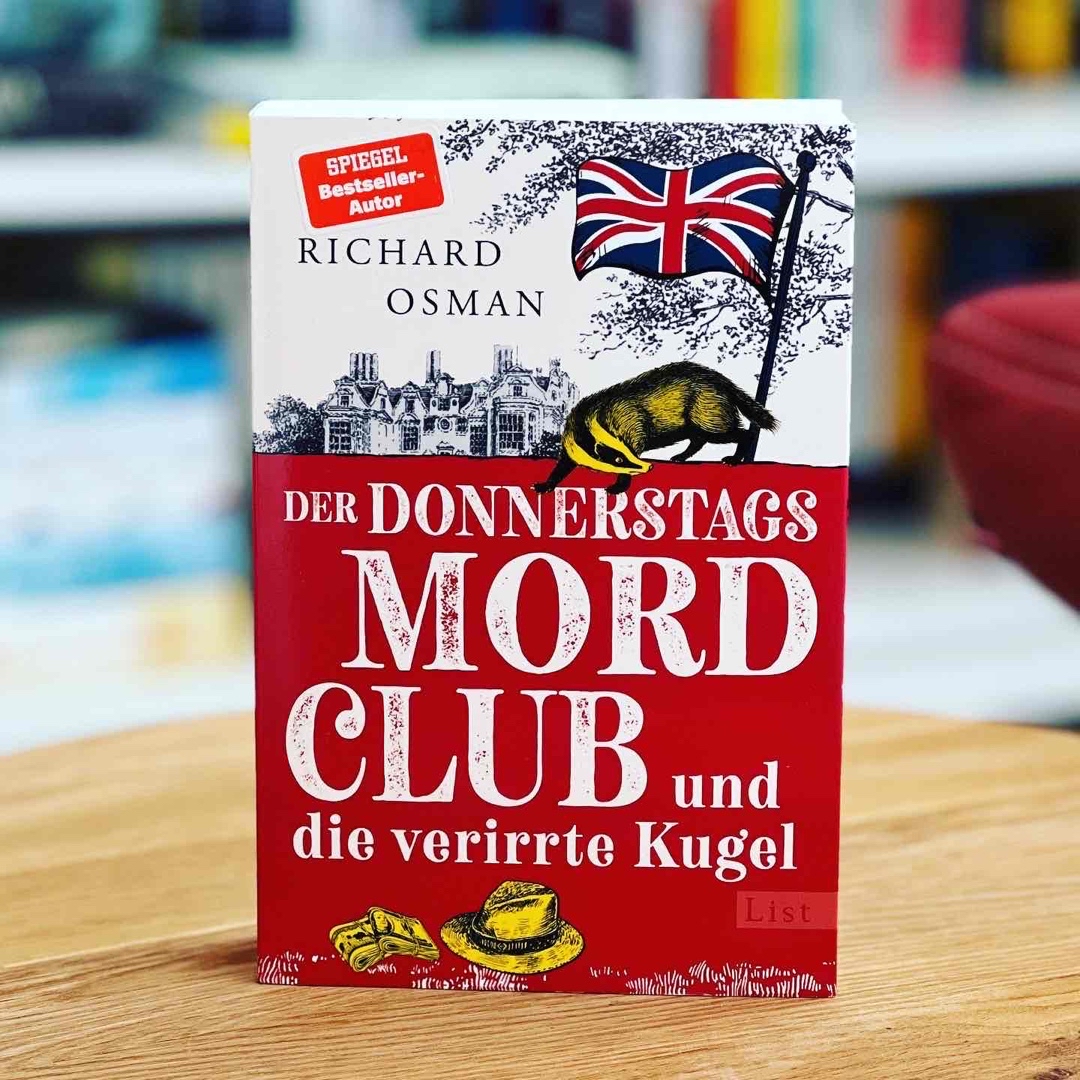 SPIEGEL
Bestseller-
Autor
RICHARD
OSMAN
DER DONNERSTAGS
MORD
CLUB und
die verirrte Kugel
List